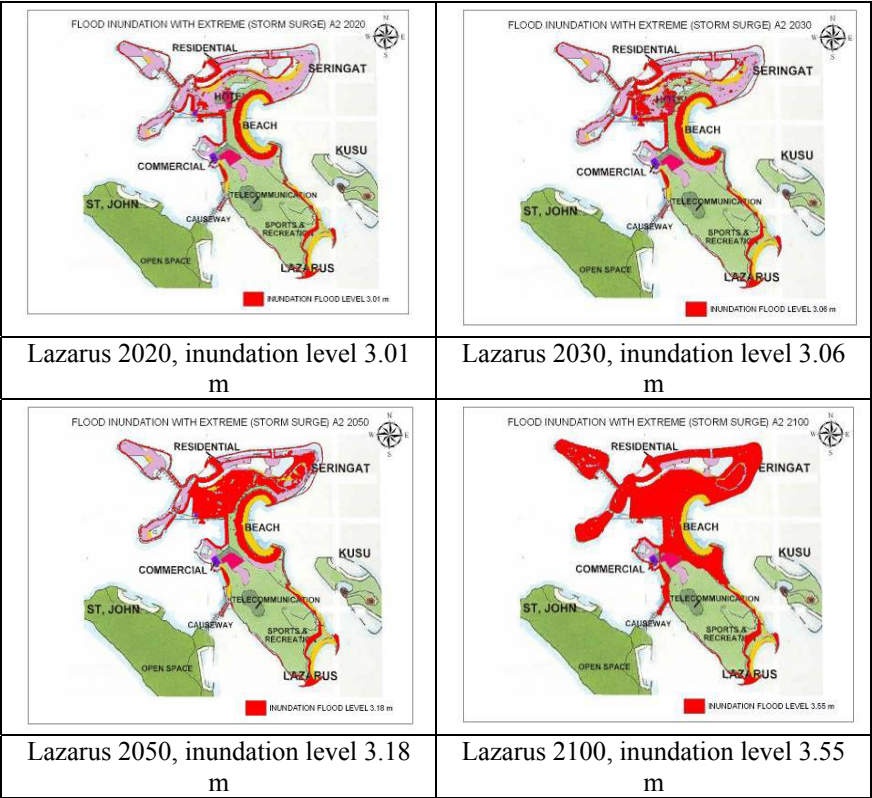 FLOOD INUNDATION WITH EXTREME (STORM SURGE) A2 2020
N
W E
S
RESIDENTIAL
SERINGAT
HOTEL
BEACH
KUSU
COMMERCIAL
TELECOMMUNICATION
ST, JOHN
CAUSEWAY
SPORTS &
RECREATION
OPEN SPACE
LAZARUS
INUNDATION FLOOD LEVEL 3.01 m
Lazarus 2020, inundation level 3.01
m
FLOOD INUNDATION WITH EXTREME (STORM SURGE) A2 2030
N
W E
S
RESIDENTIAL
SERINGAT
HOTEL
BEACH
KUSU
COMMERCIAL
TELECOMMUNICATION
ST, JOHN
CAUSEWAY
SPORTS &
RECREATION
OPEN SPACE
LAZARUS
INUNDATION FLOOD LEVEL 3.06 m
Lazarus 2030, inundation level 3.06
m
FLOOD INUNDATION WITH EXTREME (STORM SURGE) A2 2050
N
W E
S
RESIDENTIAL
SERINGAT
BEACH
KUSU
COMMERCIAL
TELECOMMUNICATION
ST, JOHN
CAUSEWAY
SPORTS &
RECREATION
OPEN SPACE
LAZARUS
INUNDATION FLOOD LEVEL 3.18 m
Lazarus 2050, inundation level 3.18
m
FLOOD INUNDATION WITH EXTREME (STORM SURGE) A2 2100
N
W E
S
RESIDENTIAL
ERINGAT
BEACH
KUSU
COMMERCIAL
TELECOMMUNICATION
ST, JOHN
CAUSEWAY
SPORTS &
RECREATION
OPEN SPACE
LAZARUS
INUNDATION FLOOD LEVEL 3.55 m
Lazarus 2100, inundation level 3.55
m